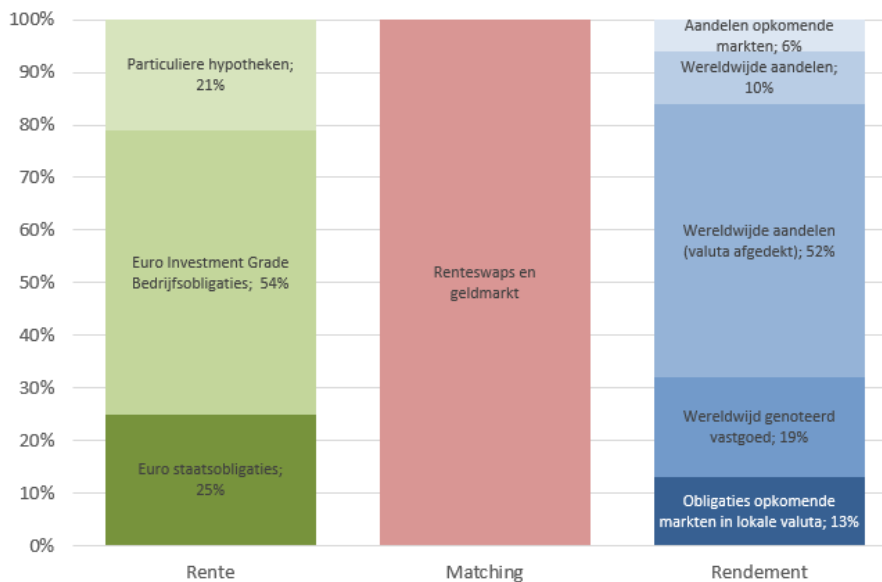 100%
90%
80%
70%
60%
50%
40%
30%
20%
10%
0%
Particuliere hypotheken;
21%
Euro Investment Grade
Bedrijfsobligaties; 54%
Euro staatsobligaties;
25%
Renteswaps en
geldmarkt
Aandelen opkomende
markten; 6%
Wereldwijde aandelen;
10%
Wereldwijde aandelen
(valuta afgedekt); 52%
Wereldwijd genoteerd
vastgoed; 19%
Obligaties opkomende
markten in lokale valuta; 13%
Rente
Matching
Rendement